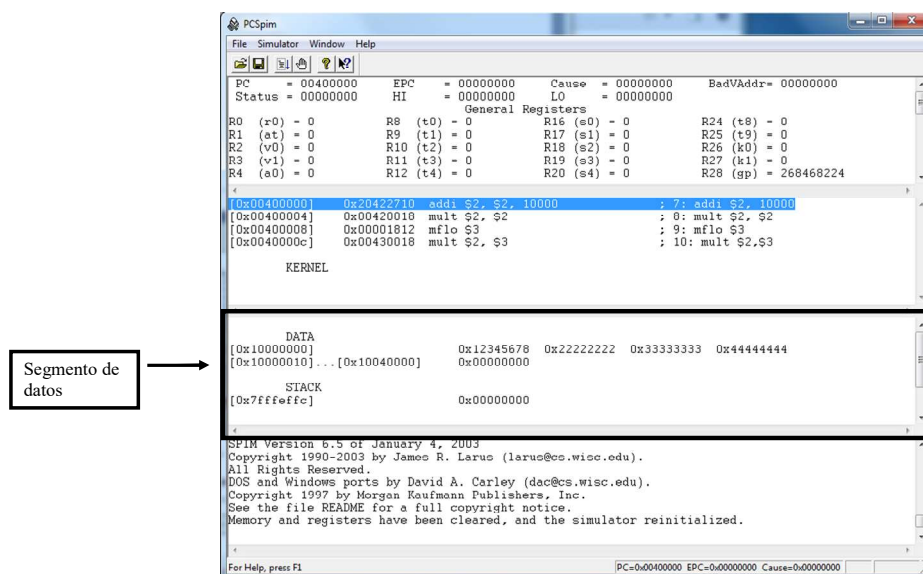 PCSpim
File Simulator Window Help
PC = 00400000 EPC = 00000000 Cause = 00000000 BadVAddr= 00000000
Status = 00000000 HI = 00000000 LO = 00000000
General Registers
R0 (r0) = 0 R8 (t0) = 0 R16 (s0) = 0 R24 (t8) = 0
R1 (at) = 0 R9 (t1) = 0 R17 (s1) = 0 R25 (t9) = 0
R2 (v0) = 0 R10 (t2) = 0 R18 (s2) = 0 R26 (k0) = 0
R3 (v1) = 0 R11 (t3) = 0 R19 (s3) = 0 R27 (k1) = 0
R4 (a0) = 0 R12 (t4) = 0 R20 (s4) = 0 R28 (gp) = 268468224
[0x00400000] 0x20422710 addi $2, $2, 10000 ; 7: addi $2, 10000
[0x00400004] 0x00420018 mult $2, $2 ; 8: mult $2, $2
[0x00400008] 0x00001812 mflo $3 ; 9: mflo $3
[0x0040000c] 0x00430018 mult $2, $3 ; 10: mult $2,$3
KERNEL
Segmento de
datos
DATA
[0x10000000] 0x12345678 0x22222222 0x33333333 0x44444444
[0x10000010]...[0x10040000] 0x00000000
STACK
[0x7fffeffc] 0x00000000
SPIM Version 6.5 of January 4, 2003
Copyright 1990-2003 by James R. Larus (larus@cs.wisc.edu).
All Rights Reserved.
DOS and Windows ports by David A. Carley (dac@cs.wisc.edu).
Copyright 1997 by Morgan Kaufmann Publishers, Inc.
See the file README for a full copyright notice.
Memory and registers have been cleared, and the simulator reinitialized.
For Help, press F1 PC=0x00400000 EPC=0x00000000 Cause=0x00000000